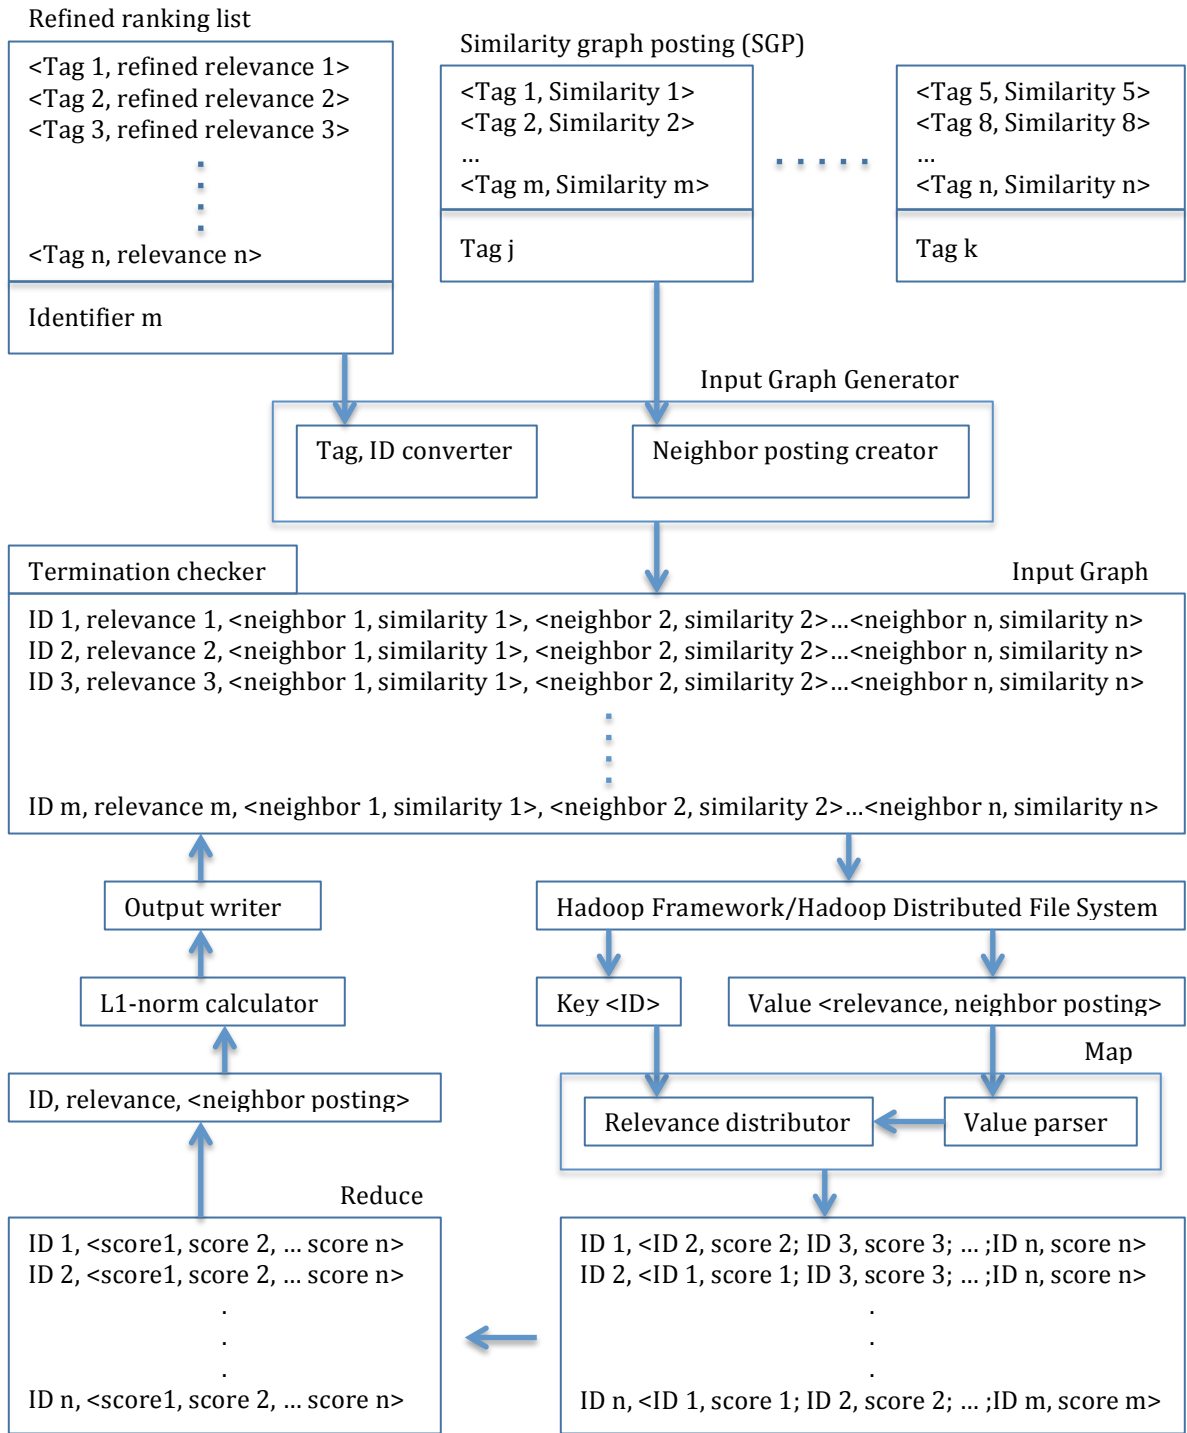 Refined ranking list
<Tag 1, refined relevance 1>
<Tag 2, refined relevance 2>
<Tag 3, refined relevance 3>
<Tag n, relevance n>
Identifier m
Similarity graph posting (SGP)
<Tag 1, Similarity 1>
<Tag 2, Similarity 2>
...
<Tag m, Similarity m>
Tag j
<Tag 5, Similarity 5>
<Tag 8, Similarity 8>
...
<Tag n, Similarity n>
Tag k
Input Graph Generator
Tag, ID converter
Neighbor posting creator
Termination checker
Input Graph
ID 1, relevance 1, <neighbor 1, similarity 1>, <neighbor 2, similarity 2>...<neighbor n, similarity n>
ID 2, relevance 2, <neighbor 1, similarity 1>, <neighbor 2, similarity 2>...<neighbor n, similarity n>
ID 3, relevance 3, <neighbor 1, similarity 1>, <neighbor 2, similarity 2>...<neighbor n, similarity n>
ID m, relevance m, <neighbor 1, similarity 1>, <neighbor 2, similarity 2>...<neighbor n, similarity n>
Output writer
Hadoop Framework/Hadoop Distributed File System
L1-norm calculator
Key <ID>
Value <relevance, neighbor posting>
Map
ID, relevance, <neighbor posting>
Relevance distributor
Value parser
Reduce
ID 1, <score1, score 2, ... score n>
ID 2, <score1, score 2, ... score n>
.
.
.
ID n, <score1, score 2, ... score n>
ID 1, <ID 2, score 2; ID 3, score 3; ... ;ID n, score n>
ID 2, <ID 1, score 1; ID 3, score 3; ... ;ID n, score n>
.
.
.
ID n, <ID 1, score 1; ID 2, score 2; ... ;ID m, score m>